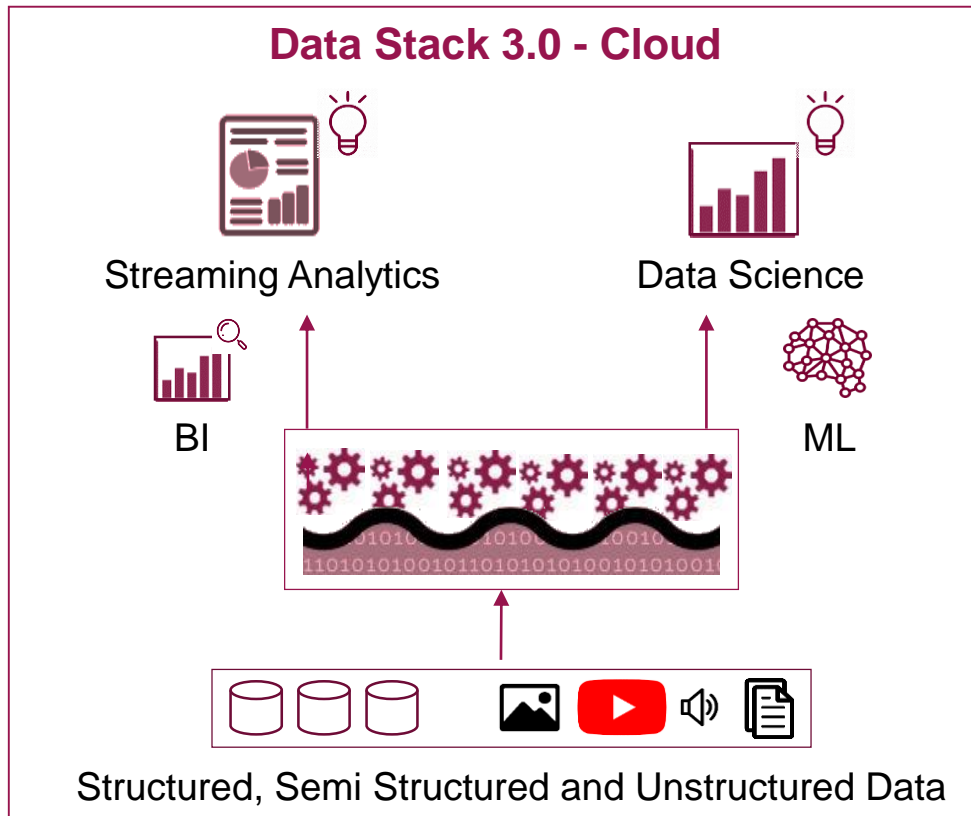 Data Stack 3.0 - Cloud
Streaming Analytics
Data Science
BI
ML
Structured, Semi Structured and Unstructured Data